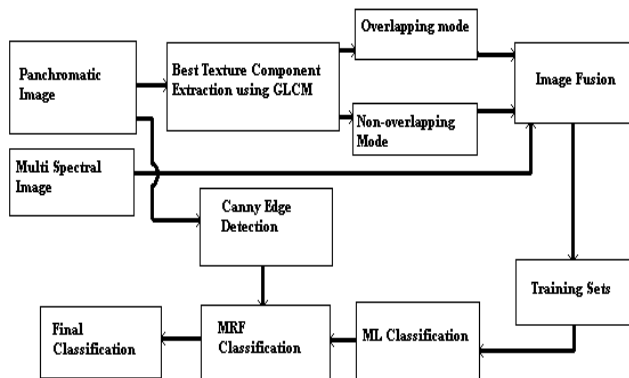 Overlapping mode
Panchromatic
Image
Best Texture Component
Extraction using GLCM
Image Fusion
Non-overlapping
Mode
Multi Spectral
Image
Canny Edge
Detection
Training Sets
Final
Classification
MRF
Classification
ML Classification